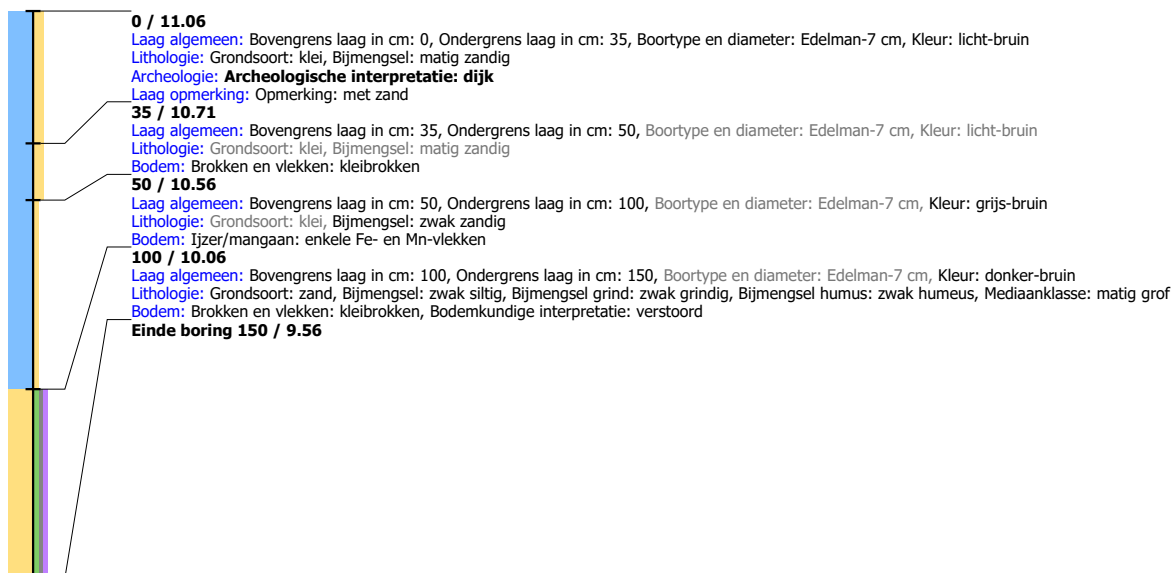 0 / 11.06
Laag algemeen: Bovengrens laag in cm: 0, Ondergrens laag in cm: 35, Boortype en diameter: Edelman-7 cm, Kleur: licht-bruin
Lithologie: Grondsoort: klei, Bijmengsel: matig zandig
Archeologie: Archeologische interpretatie: dijk
Laag opmerking: Opmerking: met zand
35 / 10.71
Laag algemeen: Bovengrens laag in cm: 35, Ondergrens laag in cm: 50, Boortype en diameter: Edelman-7 cm, Kleur: licht-bruin
Lithologie: Grondsoort: klei, Bijmengsel: matig zandig
Bodem: Brokken en vlekken: kleibrokken
50 / 10.56
Laag algemeen: Bovengrens laag in cm: 50, Ondergrens laag in cm: 100, Boortype en diameter: Edelman-7 cm, Kleur: grijs-bruin
Lithologie: Grondsoort: klei, Bijmengsel: zwak zandig
Bodem: Ijzer/mangaan: enkele Fe- en Mn-vlekken
100 / 10.06
Laag algemeen: Bovengrens laag in cm: 100, Ondergrens laag in cm: 150, Boortype en diameter: Edelman-7 cm, Kleur: donker-bruin
Lithologie: Grondsoort: zand, Bijmengsel: zwak siltig, Bijmengsel grind: zwak grindig, Bijmengsel humus: zwak humeus, Mediaanklasse: matig grof
Bodem: Brokken en vlekken: kleibrokken, Bodemkundige interpretatie: verstoord
Einde boring 150 / 9.56